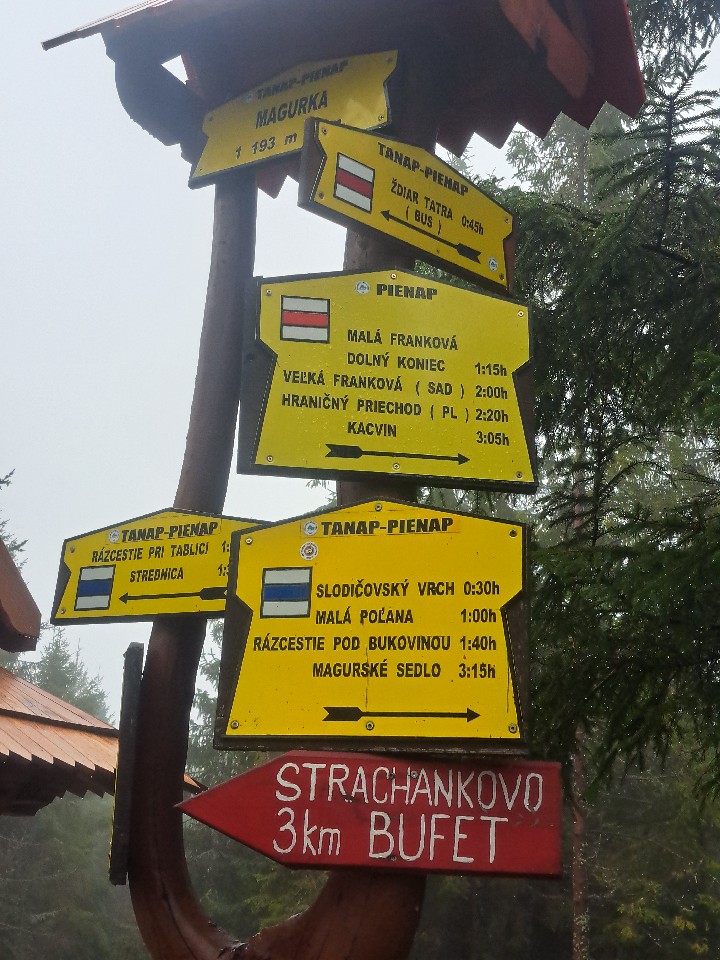 TANAP-PIENAP
MAGURKA
1 193 m
TANAP-PIENAP
ŽDIAR TATRA 0:45h
( BUS )
PIENAP
MALÁ FRANKOVÁ
DOLNÝ KONIEC 1:15h
VEĽKÁ FRANKOVÁ ( SAD ) 2:00h
HRANIČNÝ PRIECHOD ( PL ) 2:20h
KACVIN 3:05h
TANAP-PIENAP
RÁZCESTIE PRI TABLICI
STREDNICA
TANAP-PIENAP
SLODIČOVSKÝ VRCH 0:30h
MALÁ POĽANA 1:00h
RÁZCESTIE POD BUKOVINOU 1:40h
MAGURSKÉ SEDLO 3:15h
STRACHANKOVO
3km BUFET